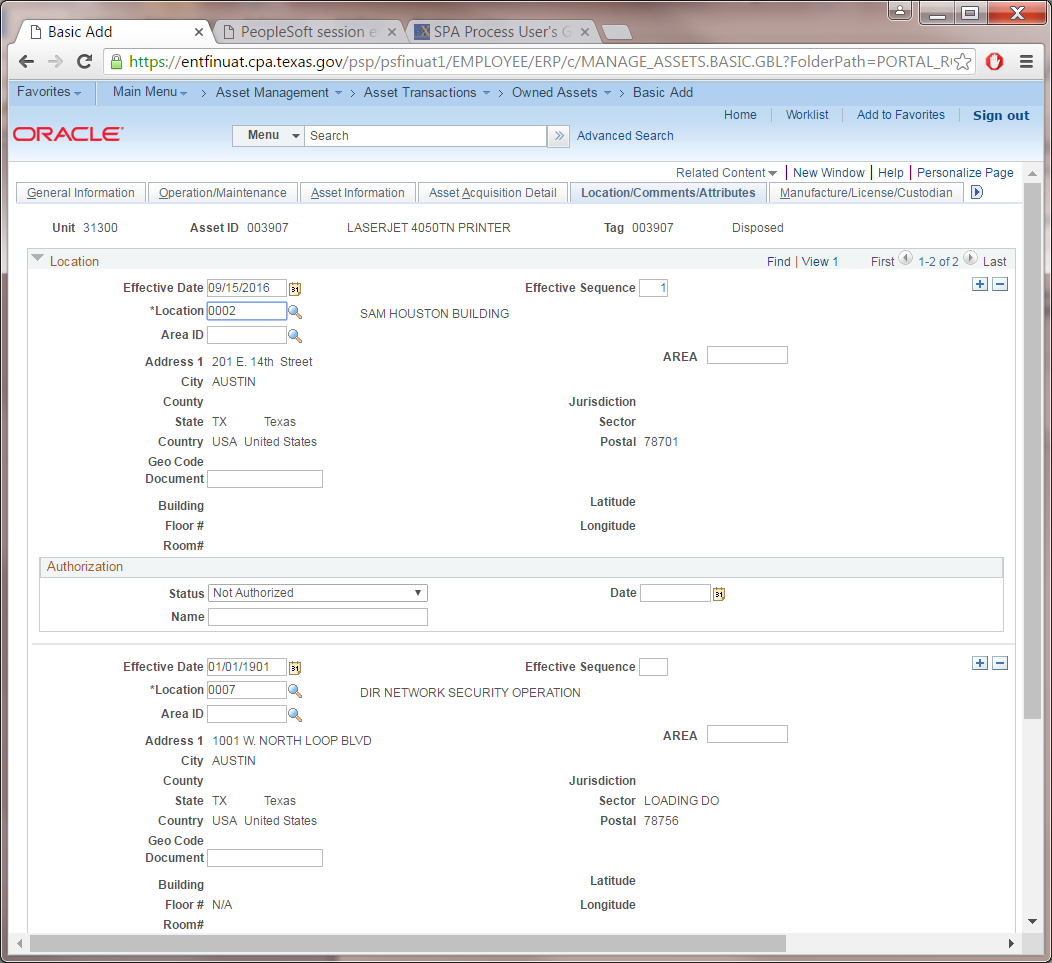 Basic Add
PeopleSoft session e
SPA Process User's G
https://entfinuat.cpa.texas.gov/psp/psfinuat1/EMPLOYEE/ERP/c/MANAGE_ASSETS.BASIC.GBL?FolderPath=PORTAL_R
Favorites Main Menu > Asset Management > Asset Transactions > Owned Assets > Basic Add
Home Worklist Add to Favorites Sign out
ORACLE
Menu Search Advanced Search
Related Content New Window Help Personalize Page
General Information Operation/Maintenance Asset Information Asset Acquisition Detail Location/Comments/Attributes Manufacture/License/Custodian
Unit 31300 Asset ID 003907 LASERJET 4050TN PRINTER Tag 003907 Disposed
Location Find | View 1 First 1-2 of 2 Last
Effective Date 09/15/2016 31 Effective Sequence 1
*Location 0002 SAM HOUSTON BUILDING
Area ID
Address 1 201 E. 14th Street AREA
City AUSTIN
County Jurisdiction
State TX Texas Sector
Country USA United States Postal 78701
Geo Code
Document
Building Latitude
Floor # Longitude
Room#
Authorization
Status Not Authorized Date 31
Name
Effective Date 01/01/1901 31 Effective Sequence
*Location 0007 DIR NETWORK SECURITY OPERATION
Area ID
Address 1 1001 W. NORTH LOOP BLVD AREA
City AUSTIN
County Jurisdiction
State TX Texas Sector LOADING DO
Country USA United States Postal 78756
Geo Code
Document
Building Latitude
Floor # N/A Longitude
Room#